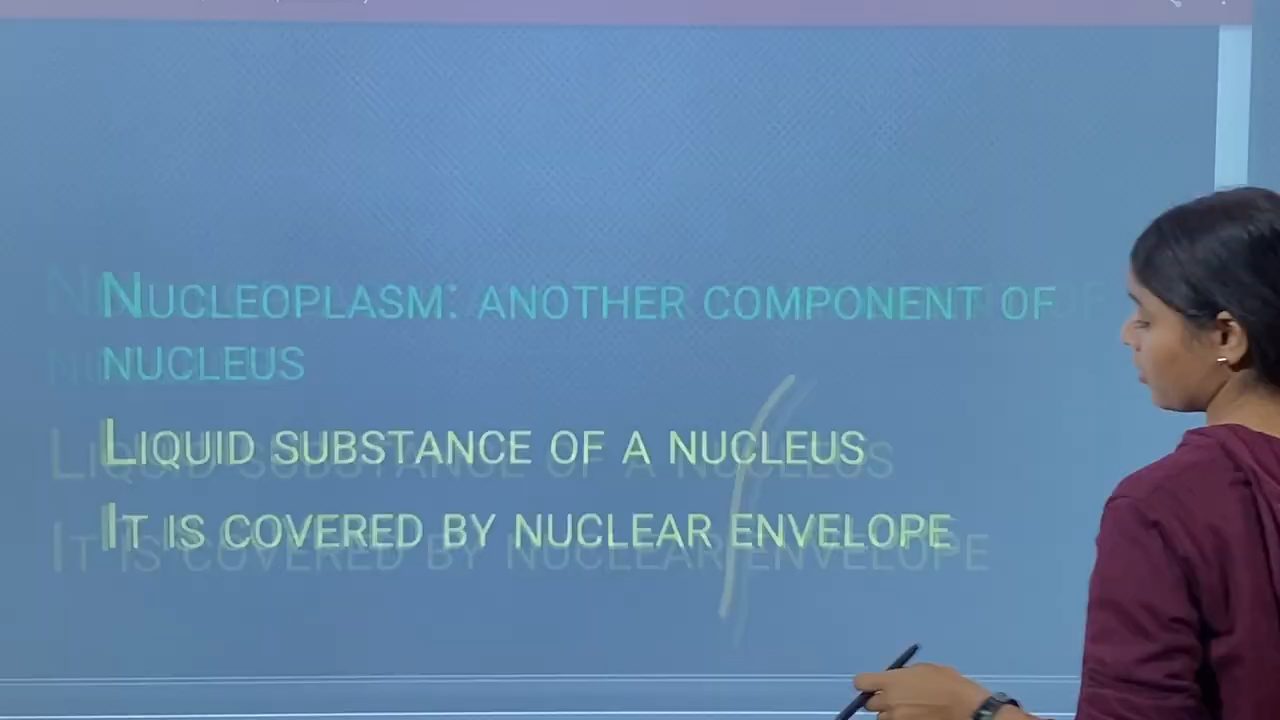 Nucleoplasm: another component of
nucleus
Liquid substance of a nucleus
It is covered by nuclear envelope